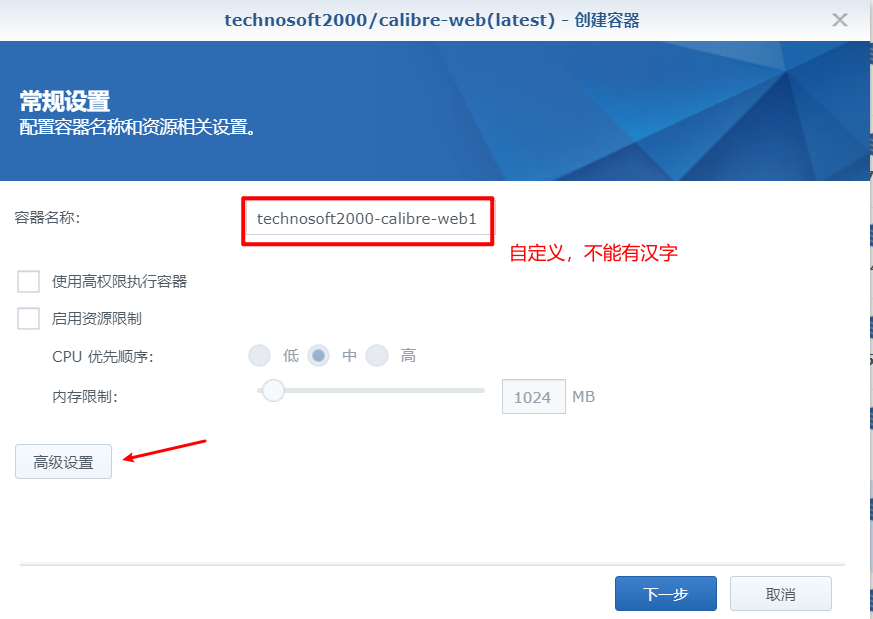 technosoft2000/calibre-web(latest) - 创建容器
常规设置
配置容器名称和资源相关设置。
容器名称:
technosoft2000-calibre-web1
自定义，不能有汉字
使用高权限执行容器
启用资源限制
CPU 优先顺序: 低 中 高
内存限制: 1024 MB
高级设置
下一步 取消